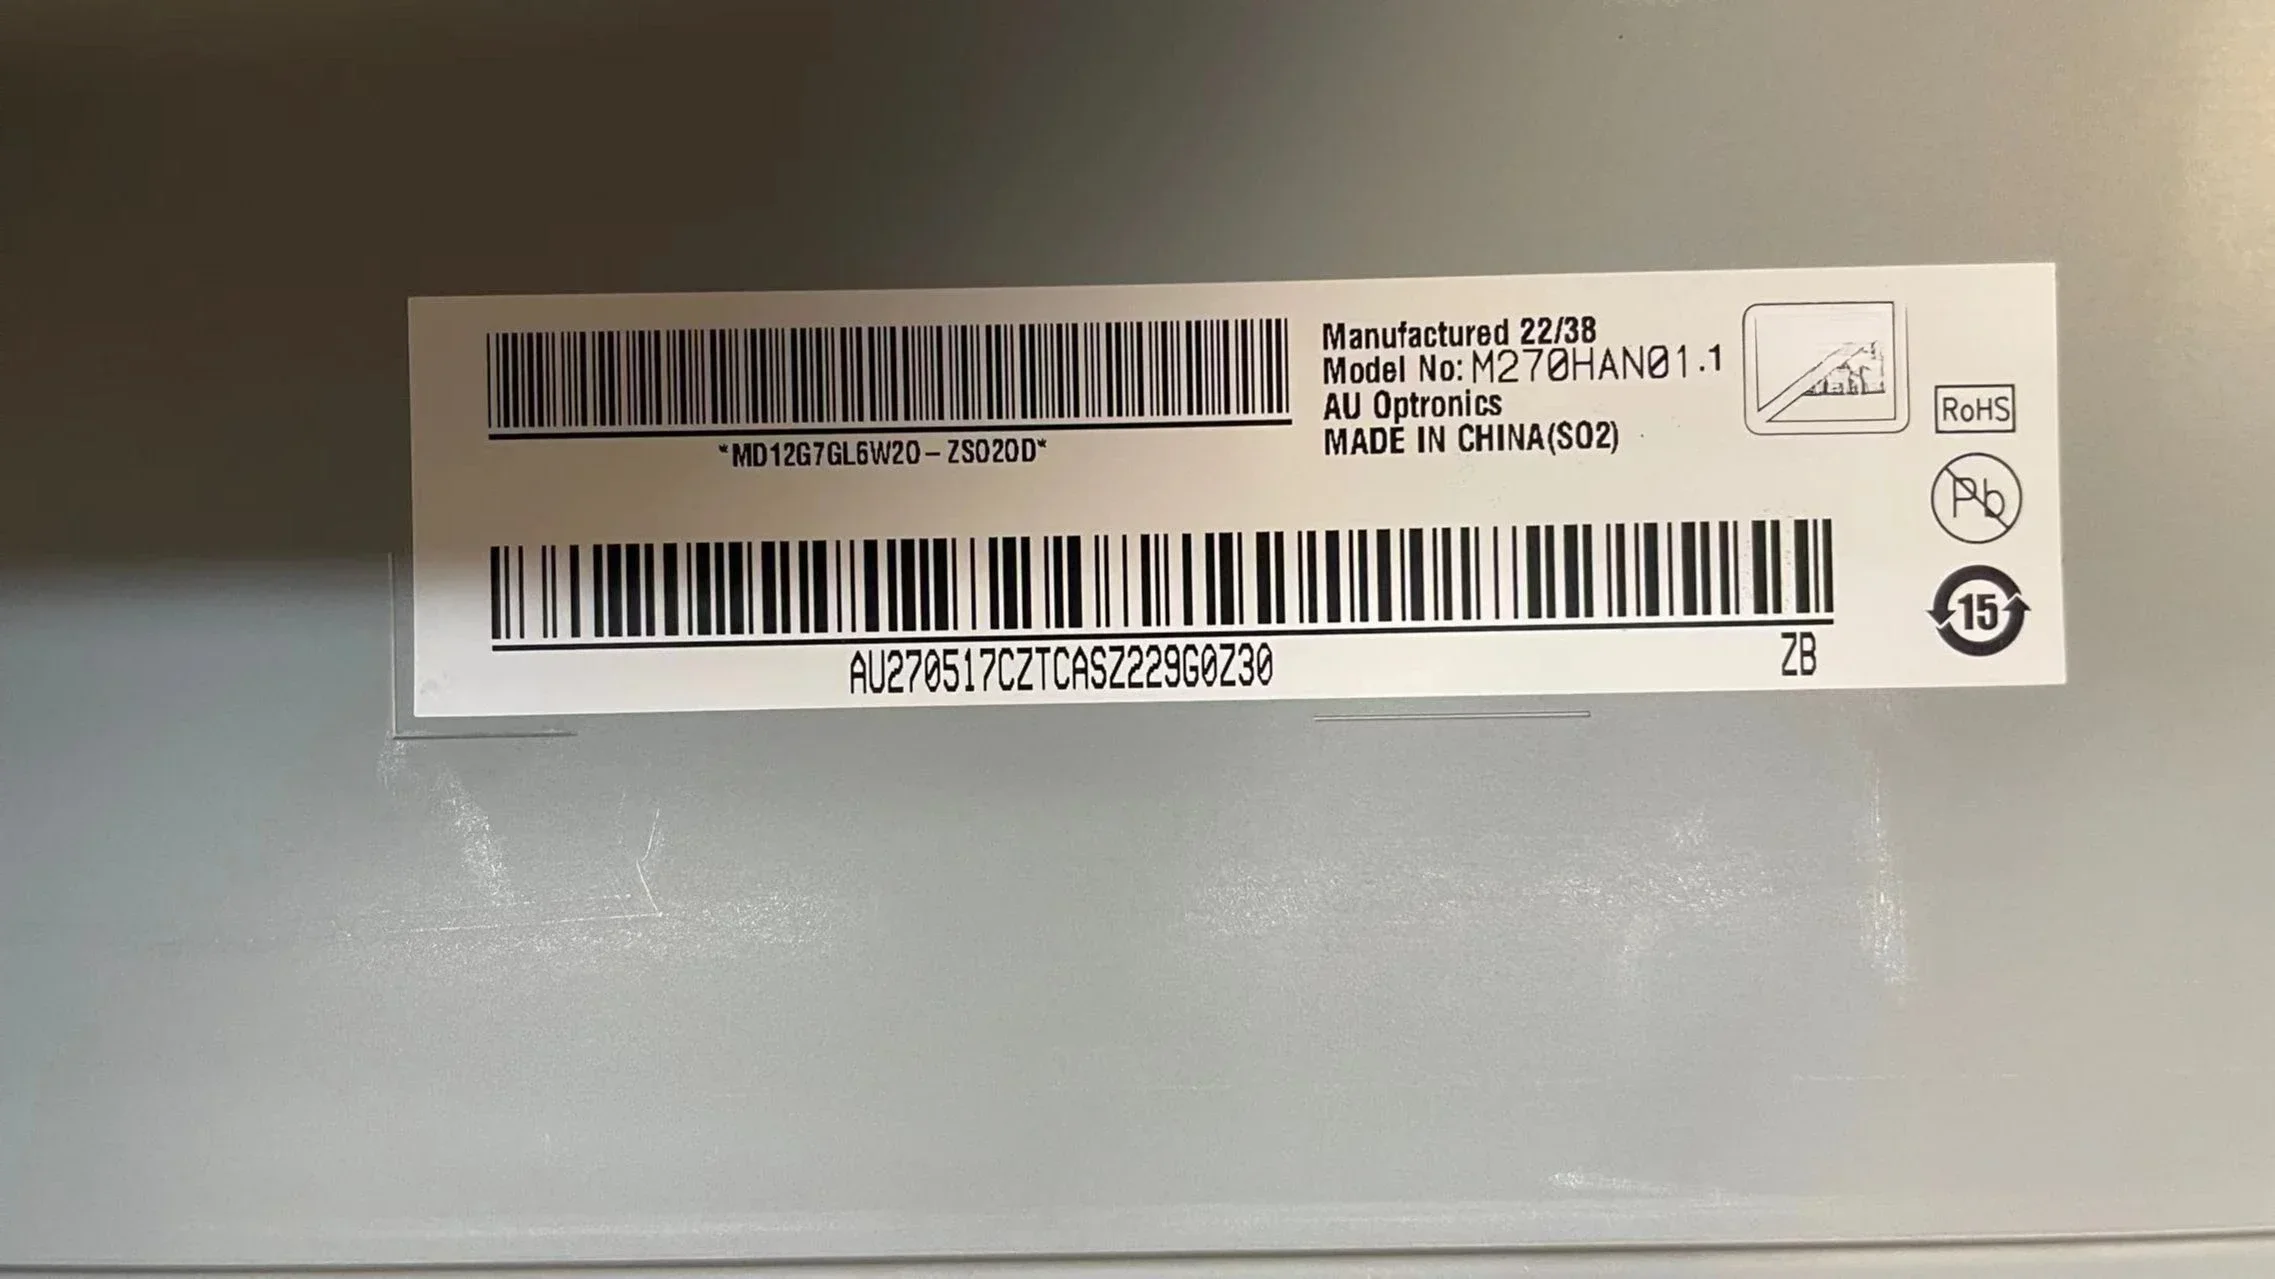 Manufactured 22/38
Model No: M270HAN01.1
AU Optronics
MADE IN CHINA(S02)
*MD12G7GL6W20-ZS020D*
RoHS
Pb
15
AU270517CZTCASZ229G0Z30
ZB